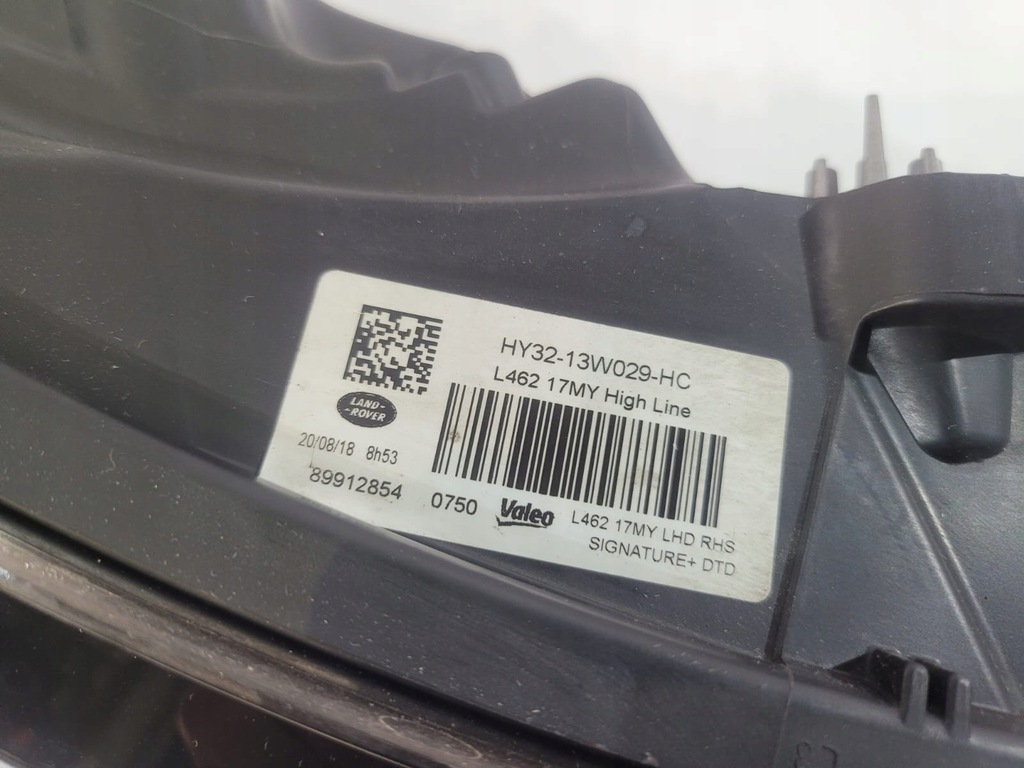 HY32-13W029-HC
L462 17MY High Line
LAND-
-ROVER
20/08/18 8h53
89912854 0750 Valeo L462 17MY LHD RHS
SIGNATURE+ DTD